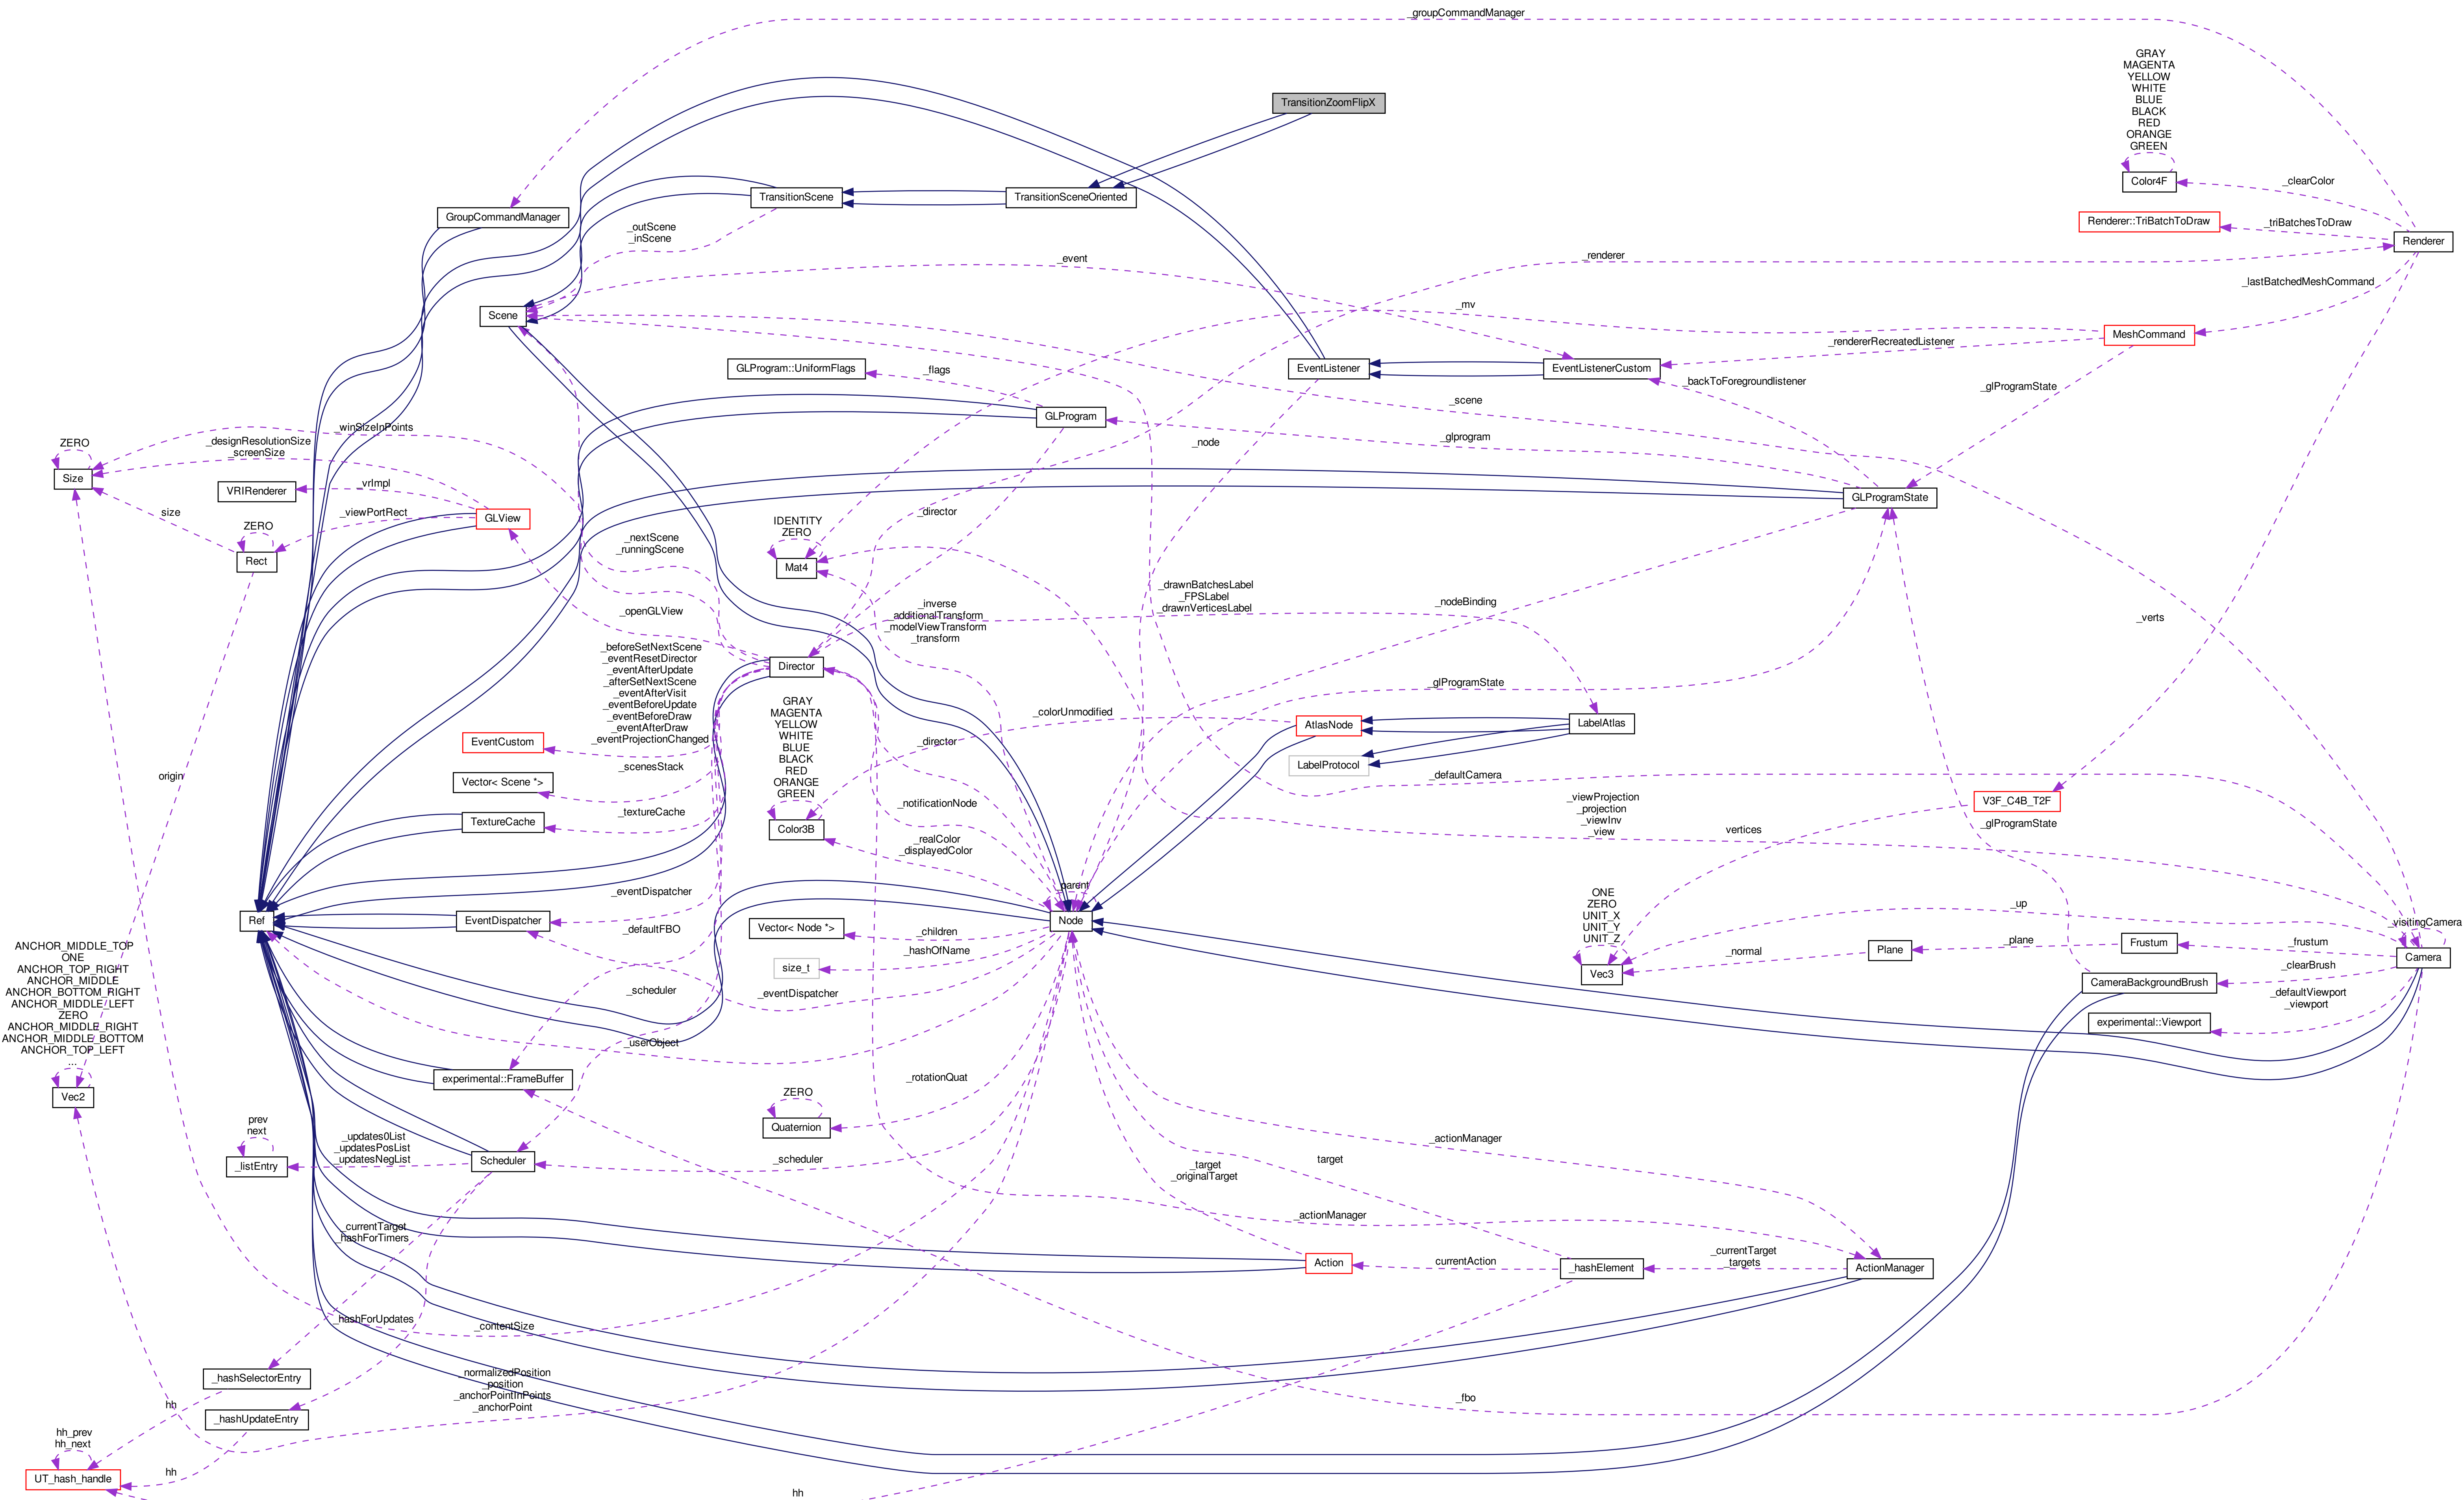 _groupCommandManager
GRAY
MAGENTA
YELLOW
WHITE
BLUE
BLACK
RED
ORANGE
GREEN
TransitionZoomFlipX
Color4F
_clearColor
TransitionScene
TransitionSceneOriented
GroupCommandManager
Renderer::TriBatchToDraw
_triBatchesToDraw
Renderer
_outScene
_inScene
_event
_renderer
_lastBatchedMeshCommand
_mv
Scene
MeshCommand
_rendererRecreatedListener
GLProgram::UniformFlags
_flags
EventListener
EventListenerCustom
_backToForegroundlistener
_glProgramState
_scene
GLProgram
_winSizeInPoints
ZERO
_designResolutionSize
_screenSize
_node
_glprogram
Size
VRIRenderer
_vrImpl
GLProgramState
size
_viewPortRect
GLView
_director
ZERO
IDENTITY
ZERO
_nextScene
_runningScene
Rect
Mat4
_drawnBatchesLabel
_FPSLabel
_drawnVerticesLabel
_openGLView
_inverse
_additionalTransform
_modelViewTransform
_transform
_nodeBinding
_verts
_beforeSetNextScene
_eventResetDirector
_eventAfterUpdate
_afterSetNextScene
_eventAfterVisit
_eventBeforeUpdate
_eventBeforeDraw
_eventAfterDraw
_eventProjectionChanged
Director
_glProgramState
GRAY
MAGENTA
YELLOW
WHITE
BLUE
BLACK
RED
ORANGE
GREEN
_colorUnmodified
AtlasNode
LabelAtlas
EventCustom
_director
LabelProtocol
origin
_scenesStack
Vector< Scene *>
_defaultCamera
_viewProjection
_projection
_viewInv
_view
V3F_C4B_T2F
_notificationNode
_textureCache
TextureCache
Color3B
vertices
_glProgramState
_realColor
_displayedColor
_parent
_eventDispatcher
ONE
ZERO
UNIT_X
UNIT_Y
UNIT_Z
_up
Ref
EventDispatcher
Node
_visitingCamera
_defaultFBO
Vector< Node *>
_children
_plane
Frustum
_frustum
ANCHOR_MIDDLE_TOP
ONE
ANCHOR_TOP_RIGHT
ANCHOR_MIDDLE
ANCHOR_BOTTOM_RIGHT
ANCHOR_MIDDLE_LEFT
ZERO
ANCHOR_MIDDLE_RIGHT
ANCHOR_MIDDLE_BOTTOM
ANCHOR_TOP_LEFT
...
_hashOfName
_normal
Plane
Camera
size_t
Vec3
_clearBrush
CameraBackgroundBrush
_scheduler
_eventDispatcher
_defaultViewport
_viewport
experimental::Viewport
_userObject
experimental::FrameBuffer
_rotationQuat
Vec2
ZERO
Quaternion
prev
next
_updates0List
_updatesPosList
_updatesNegList
_actionManager
_listEntry
Scheduler
_scheduler
_target
_originalTarget
target
_currentTarget
_hashForTimers
_actionManager
Action
currentAction
_hashElement
_currentTarget
_targets
ActionManager
_hashForUpdates
_contentSize
_hashSelectorEntry
_normalizedPosition
_position
_anchorPointInPoints
_anchorPoint
_fbo
hh
_hashUpdateEntry
hh_prev
hh_next
hh
UT_hash_handle
hh